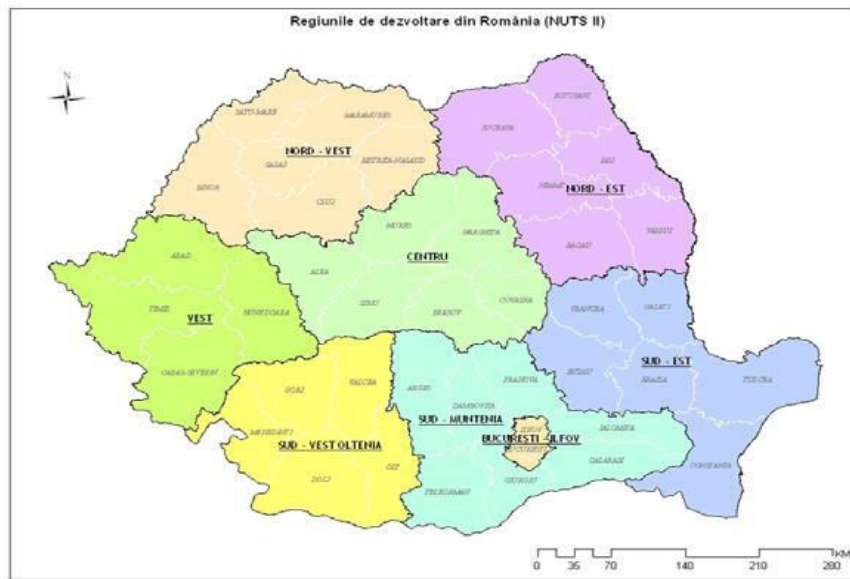 Regiunile de dezvoltare din România (NUTS II)
N
BOTOSANI
SATU-MARE
MARAMURES
SUCEAVA
NORD - VEST
IASI
SALAJ
BISTRITA-NASAUD
NEAMT
NORD - EST
BIHOR
CLUJ
MURES
HARGHITA
VASLUI
BACAU
ARAD
CENTRU
ALBA
COVASNA
TIMIS
VEST
HUNEDOARA
SIBIU
BRASOV
VRANCEA
GALATI
SUD - EST
CARAS-SEVERIN
BUZAU
BRAILA
TULCEA
GORJ
VALCEA
ARGES
PRAHOVA
DAMBOVITA
MEHEDINTI
SUD - MUNTENIA
ILFOV
IALOMITA
SUD - VEST OLTENIA
BUCURESTI - ILFOV
BUCURESTI
CALARASI
CONSTANTA
OLT
DOLJ
GIURGIU
TELEORMAN
KM
0 35 70 140 210 280